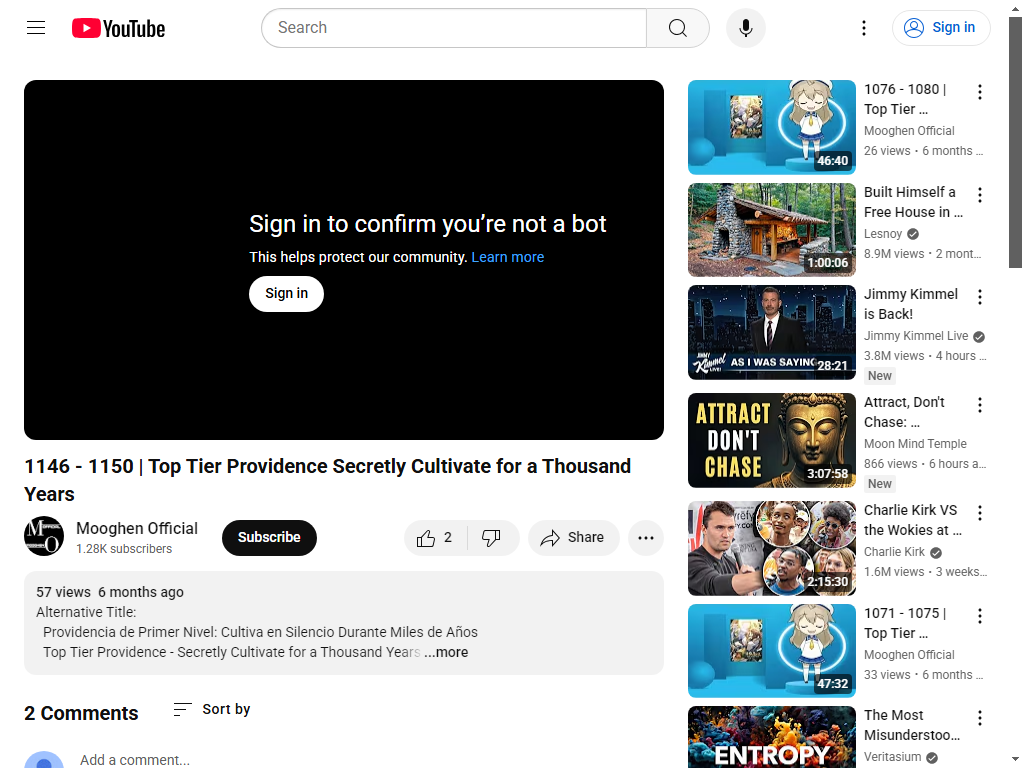 YouTube
Search
Sign in
Sign in to confirm you’re not a bot
This helps protect our community. Learn more
Sign in
1146 - 1150 | Top Tier Providence Secretly Cultivate for a Thousand
Years
Mooghen Official
1.28K subscribers
Subscribe
2
Share
57 views 6 months ago
Alternative Title:
Providencia de Primer Nivel: Cultiva en Silencio Durante Miles de Años
Top Tier Providence - Secretly Cultivate for a Thousand Years ...more
2 Comments
Sort by
Add a comment...
46:40
1076 - 1080 |
Top Tier ...
Mooghen Official
26 views • 6 months ...
1:00:06
Built Himself a
Free House in ...
Lesnoy
8.9M views • 2 mont...
JIMMY KIMMEL LIVE!
AS I WAS SAYING
28:21
Jimmy Kimmel
is Back!
Jimmy Kimmel Live
3.8M views • 4 hours ...
New
ATTRACT
DON'T
CHASE
3:07:58
Attract, Don't
Chase: ...
Moon Mind Temple
866 views • 6 hours a...
New
2:15:30
Charlie Kirk VS
the Wokies at ...
Charlie Kirk
1.6M views • 3 weeks...
47:32
1071 - 1075 |
Top Tier ...
Mooghen Official
33 views • 6 months ...
ENTROPY
The Most
Misunderstoo...
Veritasium